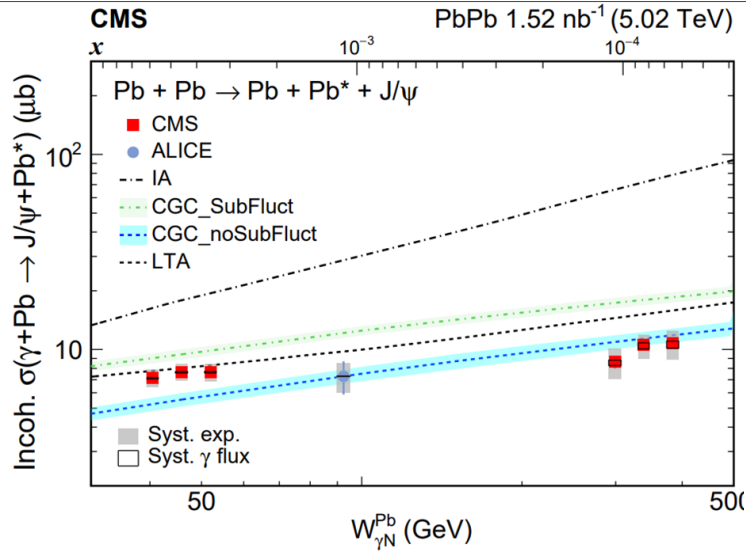 CMS PbPb 1.52 nb⁻¹ (5.02 TeV)
x 10⁻³ 10⁻⁴
Pb + Pb → Pb + Pb* + J/ψ
CMS
ALICE
IA
CGC_SubFluct
CGC_noSubFluct
LTA
10²
10
Incoh. σ(γ+Pb → J/ψ+Pb*) (μb)
Syst. exp.
Syst. γ flux
50 500
W^Pb_γN (GeV)